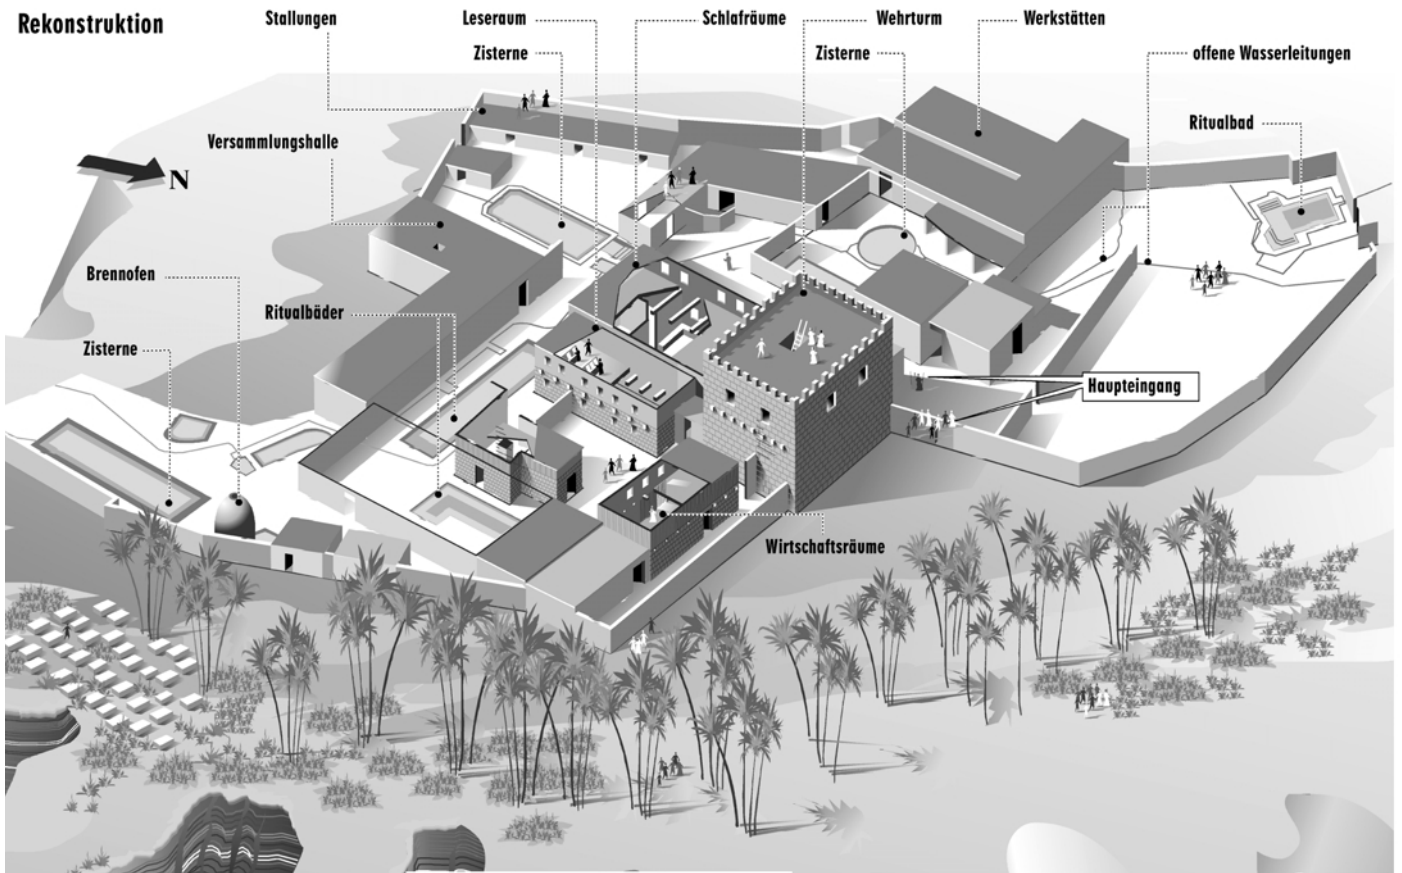 Rekonstruktion
Stallungen
Leseraum
Schlafräume
Wehrturm
Werkstätten
Zisterne
Zisterne
offene Wasserleitungen
Versammlungshalle
Ritualbad
N
Brennofen
Ritualbäder
Zisterne
Haupteingang
Wirtschaftsräume